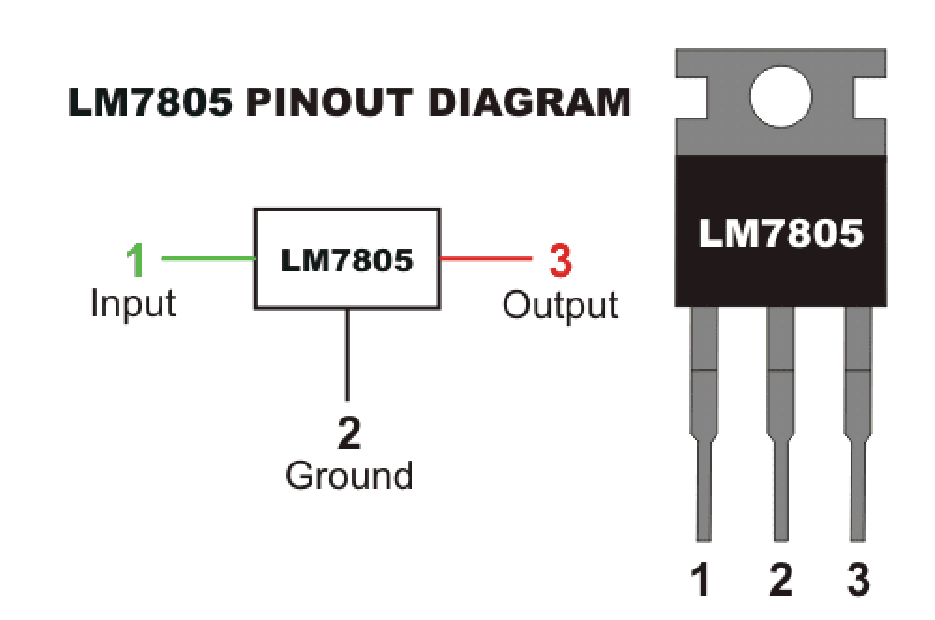 LM7805 PINOUT DIAGRAM
1
Input
LM7805
3
Output
2
Ground
LM7805
1 2 3